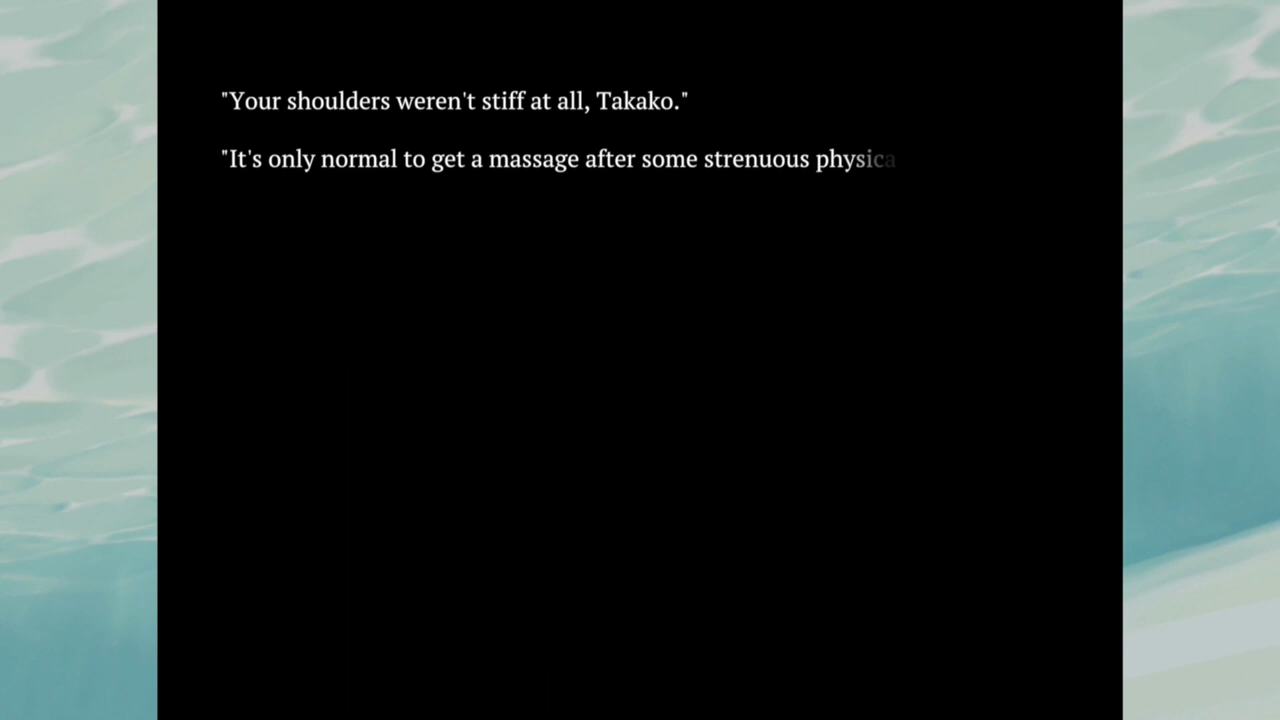 "Your shoulders weren't stiff at all, Takako."
"It's only normal to get a massage after some strenuous physica